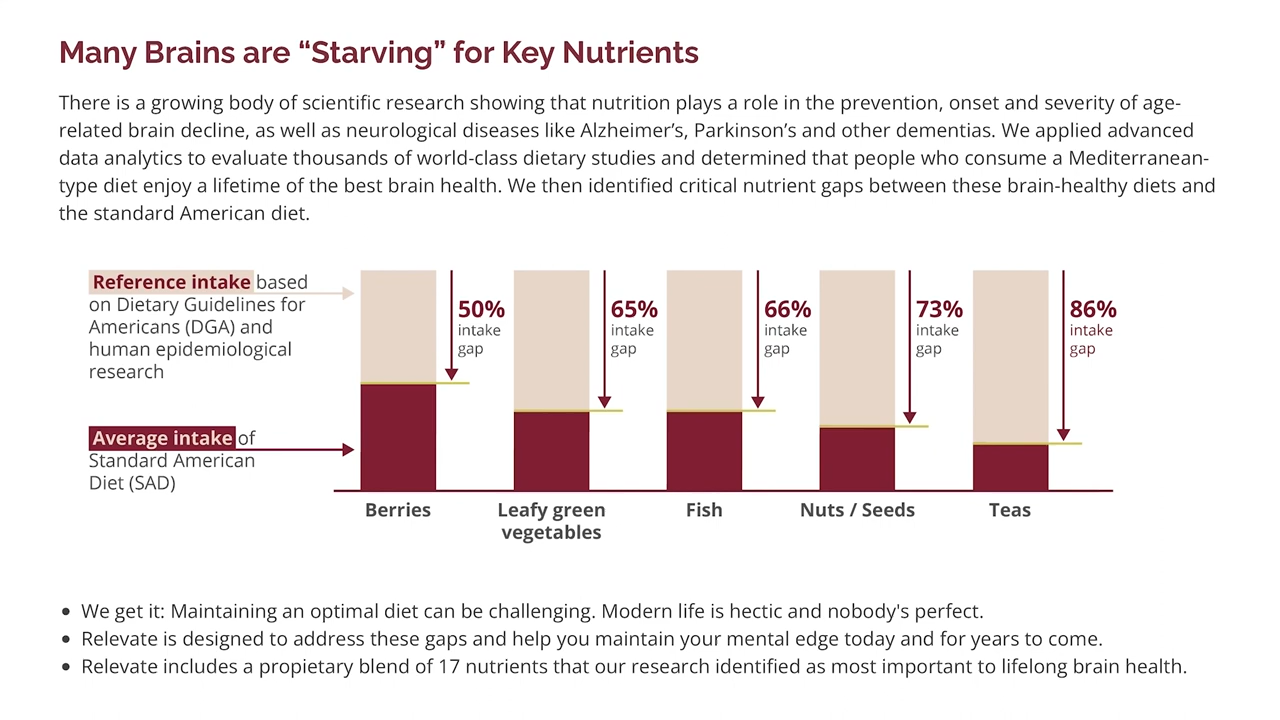 Many Brains are “Starving” for Key Nutrients
There is a growing body of scientific research showing that nutrition plays a role in the prevention, onset and severity of age-
related brain decline, as well as neurological diseases like Alzheimer’s, Parkinson’s and other dementias. We applied advanced
data analytics to evaluate thousands of world-class dietary studies and determined that people who consume a Mediterranean-
type diet enjoy a lifetime of the best brain health. We then identified critical nutrient gaps between these brain-healthy diets and
the standard American diet.
Reference intake based
on Dietary Guidelines for
Americans (DGA) and
human epidemiological
research
Average intake of
Standard American
Diet (SAD)
50%
intake
gap
65%
intake
gap
66%
intake
gap
73%
intake
gap
86%
intake
gap
Berries
Leafy green
vegetables
Fish
Nuts / Seeds
Teas
• We get it: Maintaining an optimal diet can be challenging. Modern life is hectic and nobody's perfect.
• Relevate is designed to address these gaps and help you maintain your mental edge today and for years to come.
• Relevate includes a propietary blend of 17 nutrients that our research identified as most important to lifelong brain health.